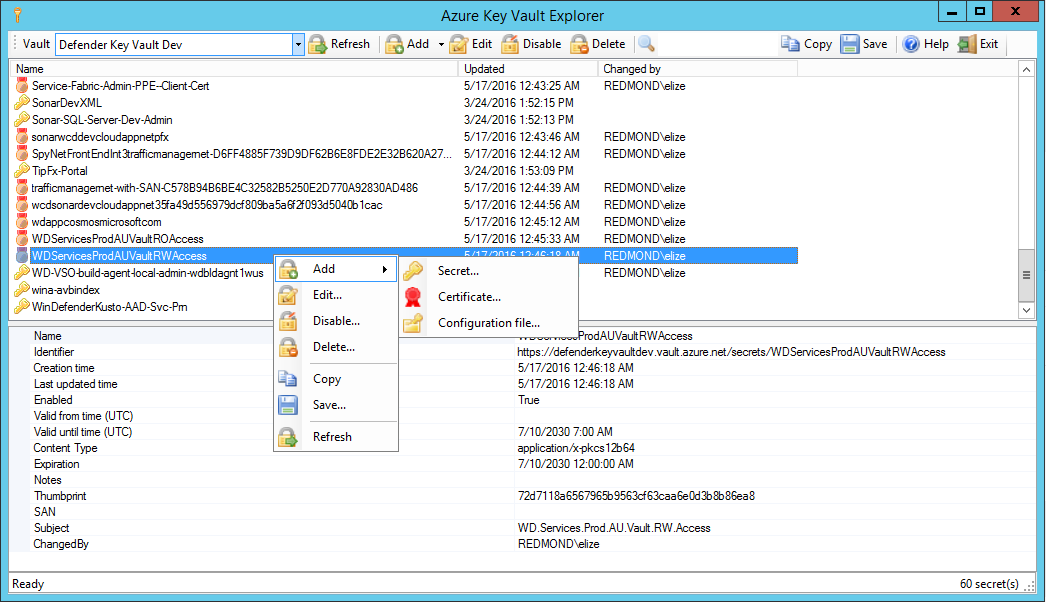 Azure Key Vault Explorer
Vault Defender Key Vault Dev Refresh Add Edit Disable Delete Copy Save Help Exit
Name Updated Changed by
Service-Fabric-Admin-PPE--Client-Cert 5/17/2016 12:43:25 AM REDMOND\elize
SonarDevXML 3/24/2016 1:52:15 PM
Sonar-SQL-Server-Dev-Admin 3/24/2016 1:52:13 PM
sonarwcddevcloudappnetpfx 5/17/2016 12:43:46 AM REDMOND\elize
SpyNetFrontEndInt3trafficmanagernet-D6FF4885F739D9DF62B6E8FDE2E32B620A27... 5/17/2016 12:44:12 AM REDMOND\elize
TipFx-Portal 3/24/2016 1:53:09 PM
trafficmanagernet-with-SAN-C578B94B6BE4C32582B5250E2D770A92830AD486 5/17/2016 12:44:39 AM REDMOND\elize
wcdsonardevcloudappnet35fa49d556979dcf809ba5a6f2f093d5040b1cac 5/17/2016 12:44:56 AM REDMOND\elize
wdappcosmosmicrosoftcom 5/17/2016 12:45:12 AM REDMOND\elize
WDServicesProdAUVaultROAccess 5/17/2016 12:45:33 AM REDMOND\elize
WDServicesProdAUVaultRWAccess 5/17/2016 12:46:18 AM REDMOND\elize
WD-VSO-build-agent-local-admin-wdbldagnt1wus REDMOND\elize
wina-avbindex
WinDefenderKusto-AAD-Svc-Prn
Add
Edit...
Disable...
Delete...
Copy
Save...
Refresh
Secret...
Certificate...
Configuration file...
Name WDServicesProdAUVaultRWAccess
Identifier https://defenderkeyvaultdev.vault.azure.net/secrets/WDServicesProdAUVaultRWAccess
Creation time 5/17/2016 12:46:18 AM
Last updated time 5/17/2016 12:46:18 AM
Enabled True
Valid from time (UTC)
Valid until time (UTC) 7/10/2030 7:00 AM
Content Type application/x-pkcs12b64
Expiration 7/10/2030 12:00:00 AM
Notes
Thumbprint 72d7118a6567965b9563cf63caa6e0d3b8b86ea8
SAN
Subject WD.Services.Prod.AU.Vault.RW.Access
ChangedBy REDMOND\elize
Ready 60 secret(s)